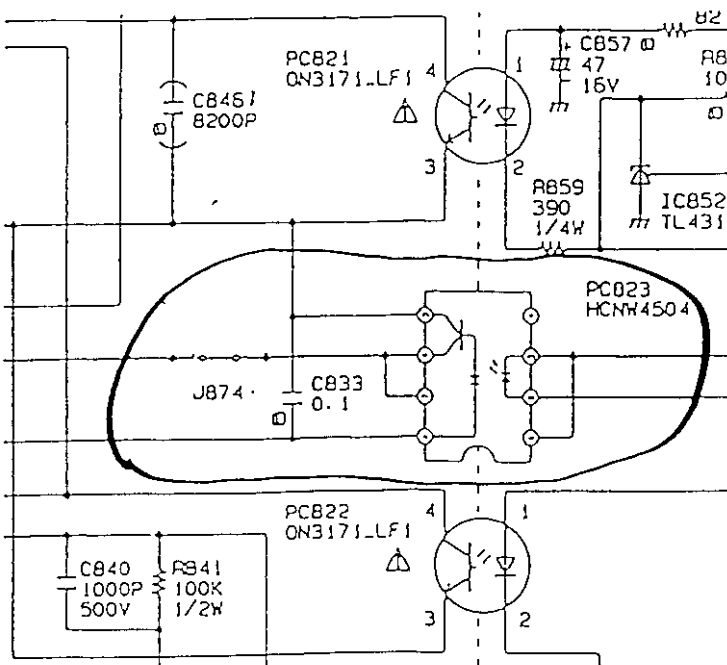 PC821
ON3171_LF1
4
1
3
2
C846
8200P
+
C857
47
16V
82
R8
10
R859
390
1/4W
IC852
TL431
PC823
HCNW4504
J874
C833
0.1
PC822
ON3171_LF1
4
1
3
2
C840
1000P
500V
R841
100K
1/2W